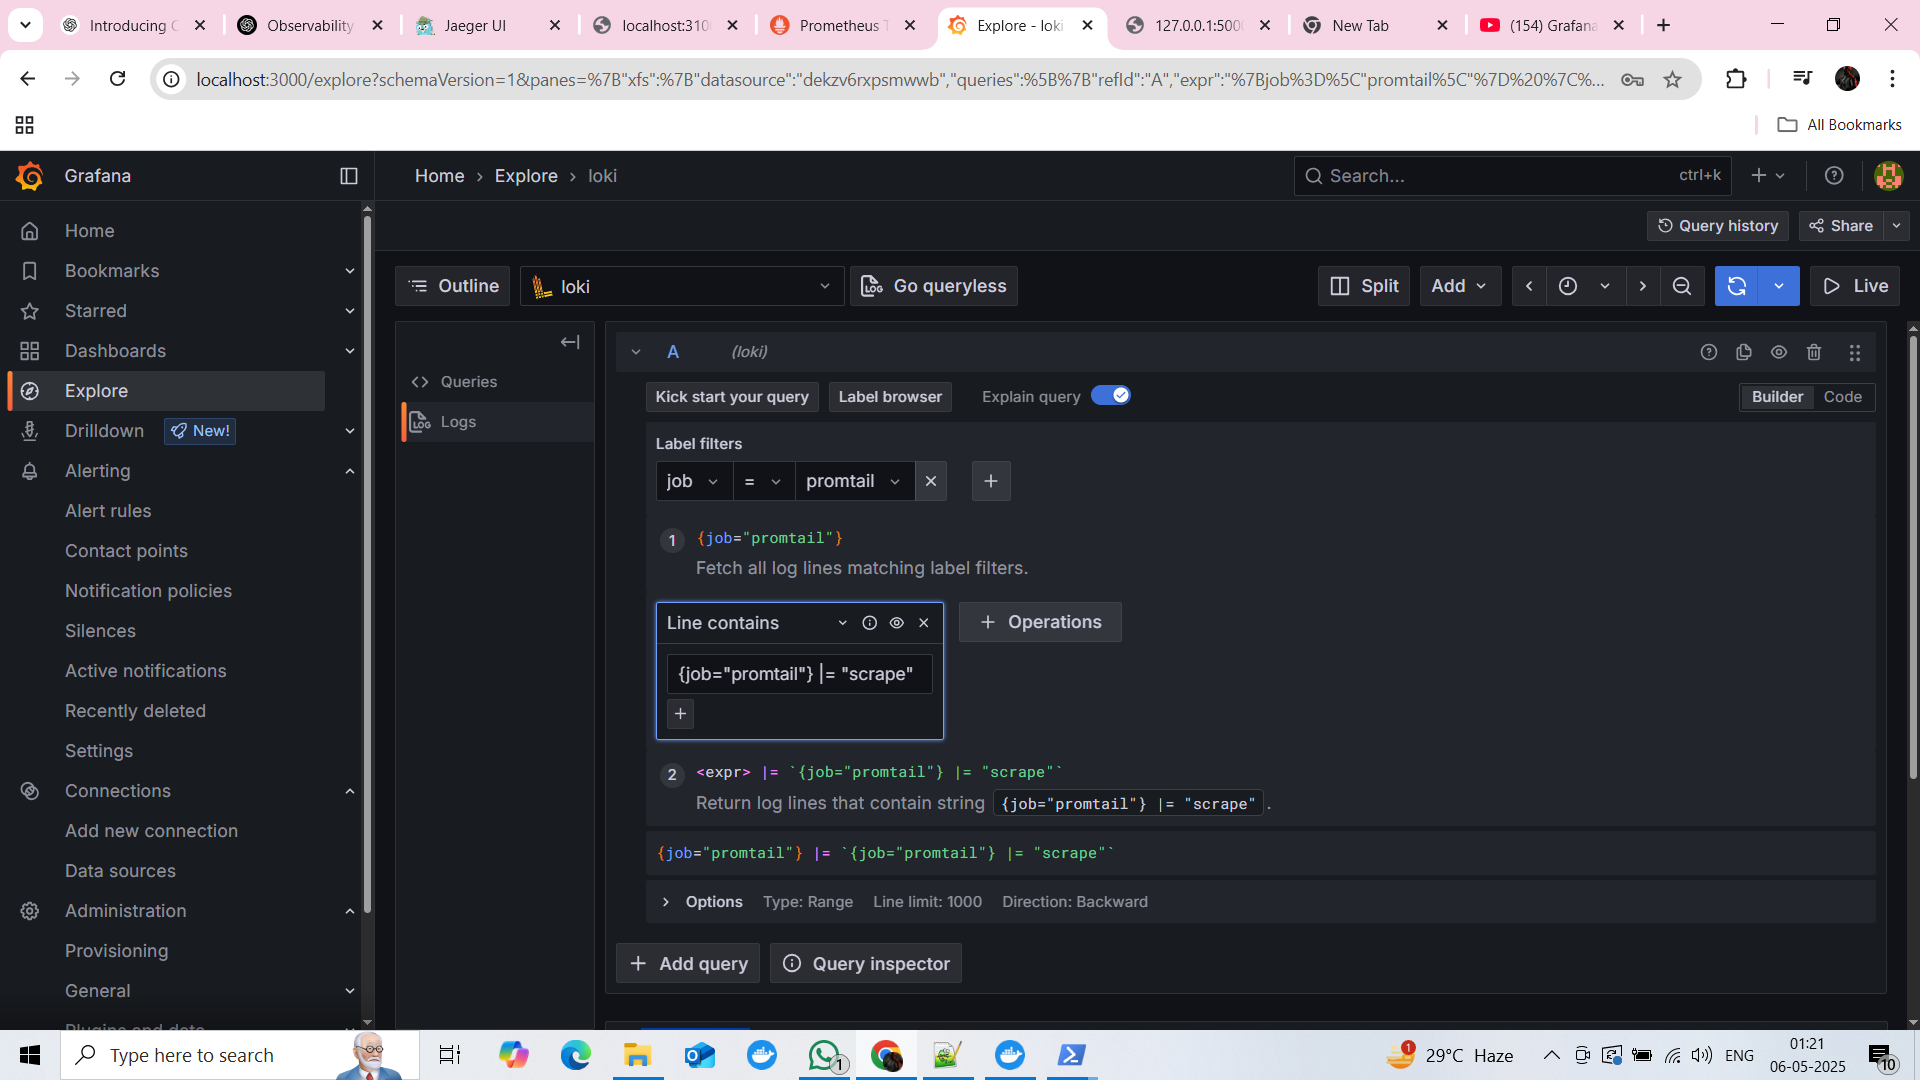 Introducing
Observability
Jaeger UI
localhost:310
Prometheus T
Explore - loki
127.0.0.1:500
New Tab
(154) Grafana
localhost:3000/explore?schemaVersion=1&panes=%7B"xfs":%7B"datasource":"dekzv6rxpsmwwb","queries":%5B%7B"refId":"A","expr":"%7Bjob%3D%5C"promtail%5C"%7D%20%7C%...
All Bookmarks
Grafana
Home › Explore › loki
Search...
ctrl+k
Query history
Share
Home
Bookmarks
Starred
Dashboards
Explore
Drilldown
New!
Alerting
Alert rules
Contact points
Notification policies
Silences
Active notifications
Recently deleted
Settings
Connections
Add new connection
Data sources
Administration
Provisioning
General
Outline
loki
Go queryless
Split
Add
Live
Queries
Logs
A (loki)
Kick start your query
Label browser
Explain query
Builder
Code
Label filters
job = promtail
1 {job="promtail"}
Fetch all log lines matching label filters.
Line contains
{job="promtail"} |= "scrape"
+ Operations
2 <expr> |= `{job="promtail"} |= "scrape"`
Return log lines that contain string {job="promtail"} |= "scrape" .
{job="promtail"} |= `{job="promtail"} |= "scrape"`
Options Type: Range Line limit: 1000 Direction: Backward
+ Add query
Query inspector
Type here to search
1
1
29°C Haze
ENG
01:21
06-05-2025
10